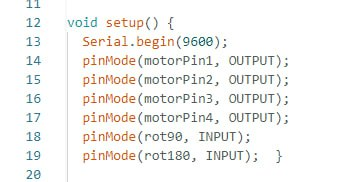 11
12 void setup() {
13 Serial.begin(9600);
14 pinMode(motorPin1, OUTPUT);
15 pinMode(motorPin2, OUTPUT);
16 pinMode(motorPin3, OUTPUT);
17 pinMode(motorPin4, OUTPUT);
18 pinMode(rot90, INPUT);
19 pinMode(rot180, INPUT);  }
20